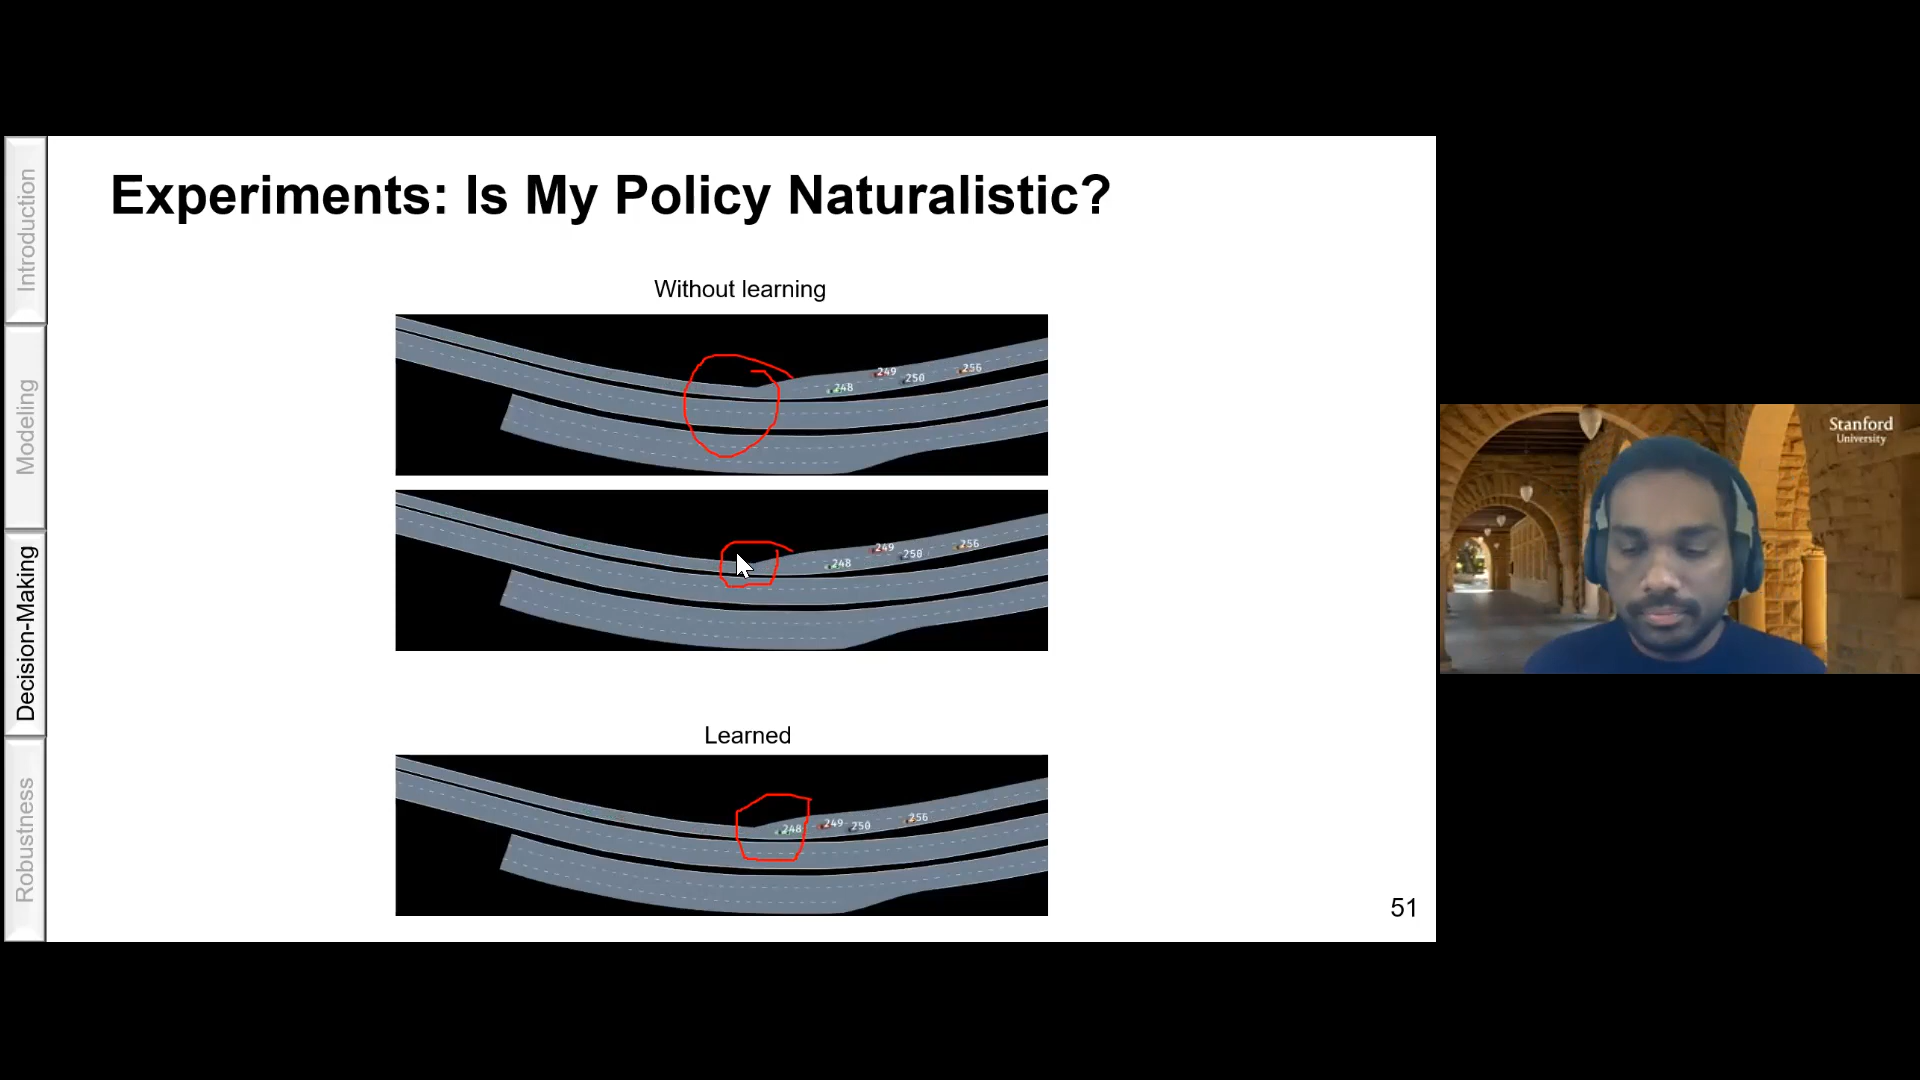 Introduction
Modeling
Decision-Making
Robustness
Experiments: Is My Policy Naturalistic?
Without learning
248 249 250 256
248 249 250 256
Learned
248 249 250 256
51
Stanford
University